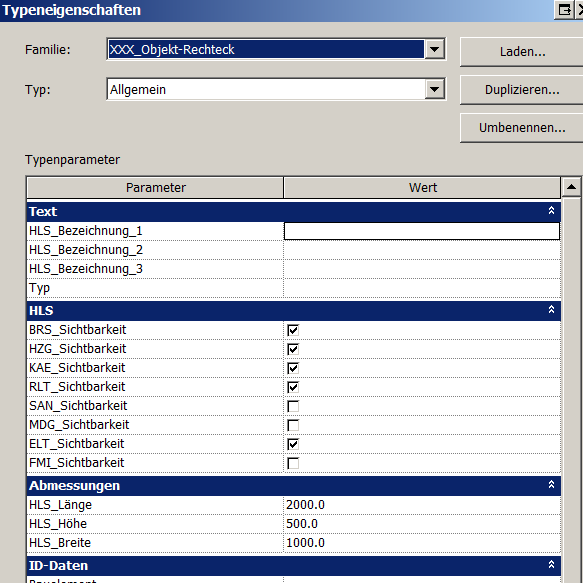 Typeneigenschaften
Familie: XXX_Objekt-Rechteck Laden...
Typ: Allgemein Duplizieren...
Umbenennen...
Typenparameter
Parameter Wert
Text
HLS_Bezeichnung_1
HLS_Bezeichnung_2
HLS_Bezeichnung_3
Typ
HLS
BRS_Sichtbarkeit
HZG_Sichtbarkeit
KAE_Sichtbarkeit
RLT_Sichtbarkeit
SAN_Sichtbarkeit
MDG_Sichtbarkeit
ELT_Sichtbarkeit
FMI_Sichtbarkeit
Abmessungen
HLS_Länge 2000.0
HLS_Höhe 500.0
HLS_Breite 1000.0
ID-Daten